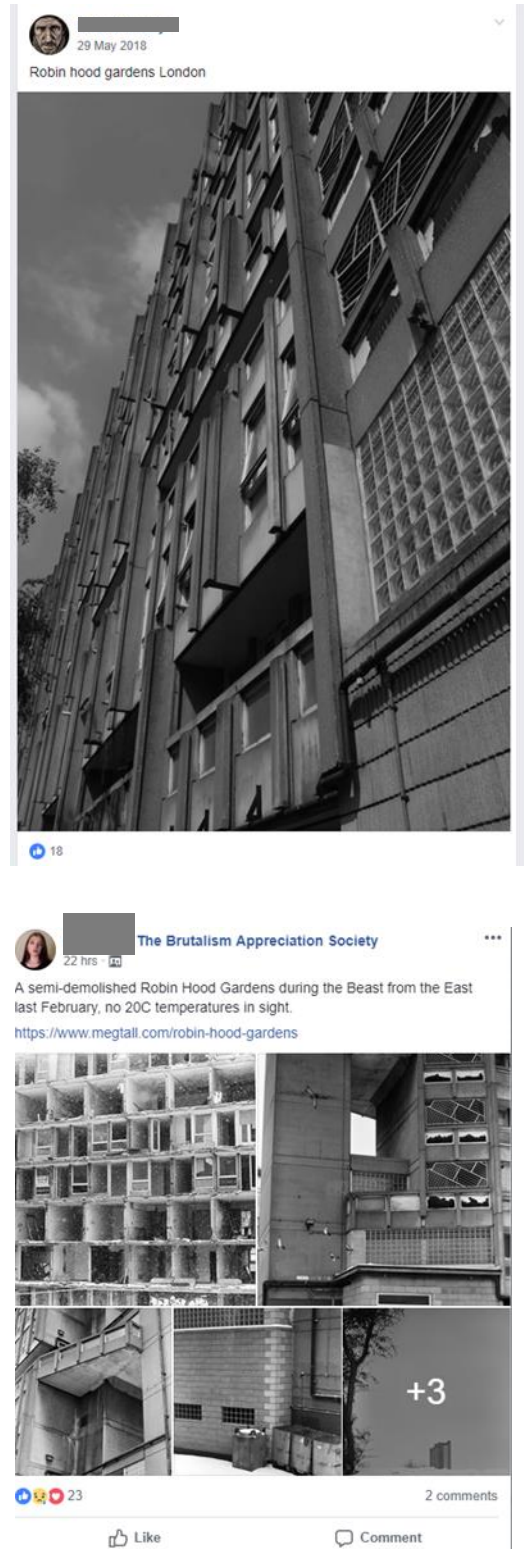 29 May 2018
Robin hood gardens London
18
The Brutalism Appreciation Society
22 hrs ·
A semi-demolished Robin Hood Gardens during the Beast from the East
last February, no 20C temperatures in sight.
https://www.megtall.com/robin-hood-gardens
+3
23
2 comments
Like
Comment